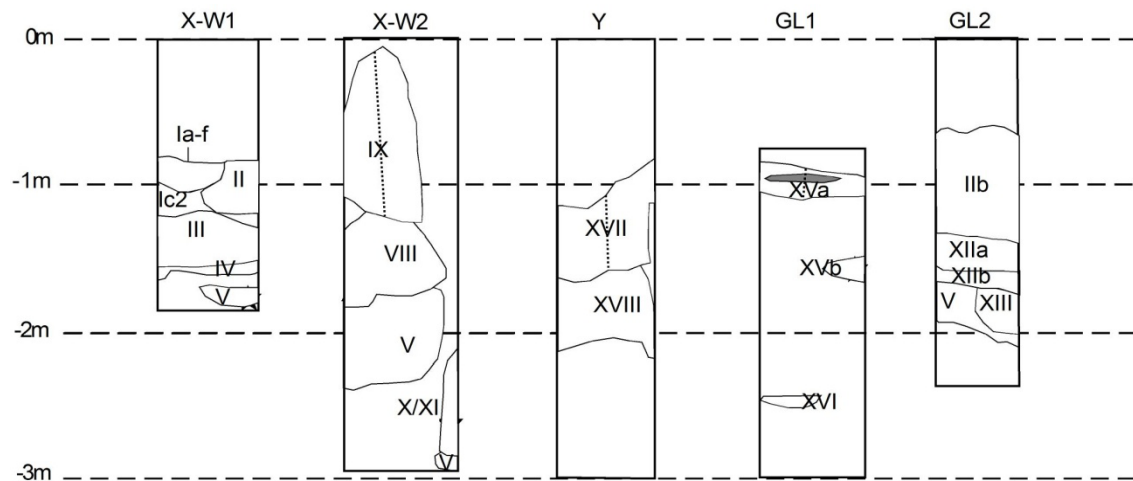 X-W1 X-W2 Y GL1 GL2
0m
Ia-f
IX
-1m
II
IIb
XVa
Ic2
III
XVII
VIII
XIIa
IV
XVb
XIIb
V
XVIII
V
XIII
-2m
V
X/XI
XVI
V
-3m